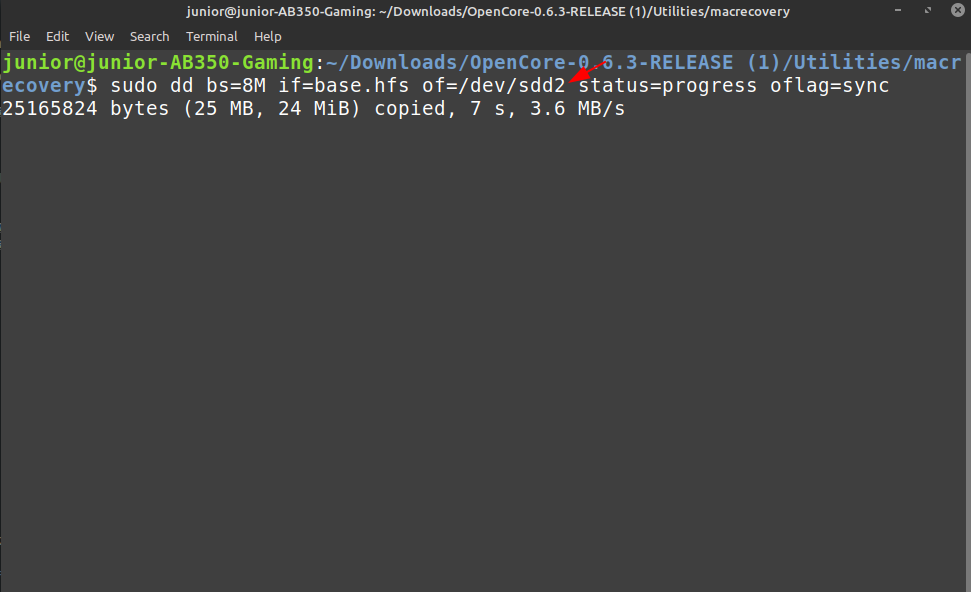 junior@junior-AB350-Gaming: ~/Downloads/OpenCore-0.6.3-RELEASE (1)/Utilities/macrecovery
File Edit View Search Terminal Help
junior@junior-AB350-Gaming:~/Downloads/OpenCore-0.6.3-RELEASE (1)/Utilities/macr
ecovery$ sudo dd bs=8M if=base.hfs of=/dev/sdd2 status=progress oflag=sync
25165824 bytes (25 MB, 24 MiB) copied, 7 s, 3.6 MB/s